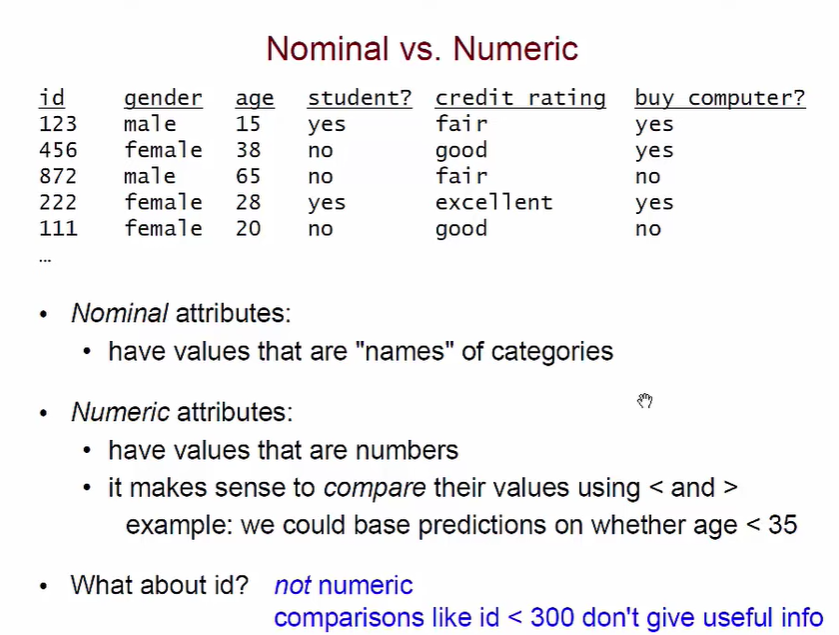 Nominal vs. Numeric
id gender age student? credit rating buy computer?
123 male 15 yes fair yes
456 female 38 no good yes
872 male 65 no fair no
222 female 28 yes excellent yes
111 female 20 no good no
...
• Nominal attributes:
• have values that are "names" of categories
• Numeric attributes:
• have values that are numbers
• it makes sense to compare their values using < and >
example: we could base predictions on whether age < 35
• What about id? not numeric
comparisons like id < 300 don't give useful info